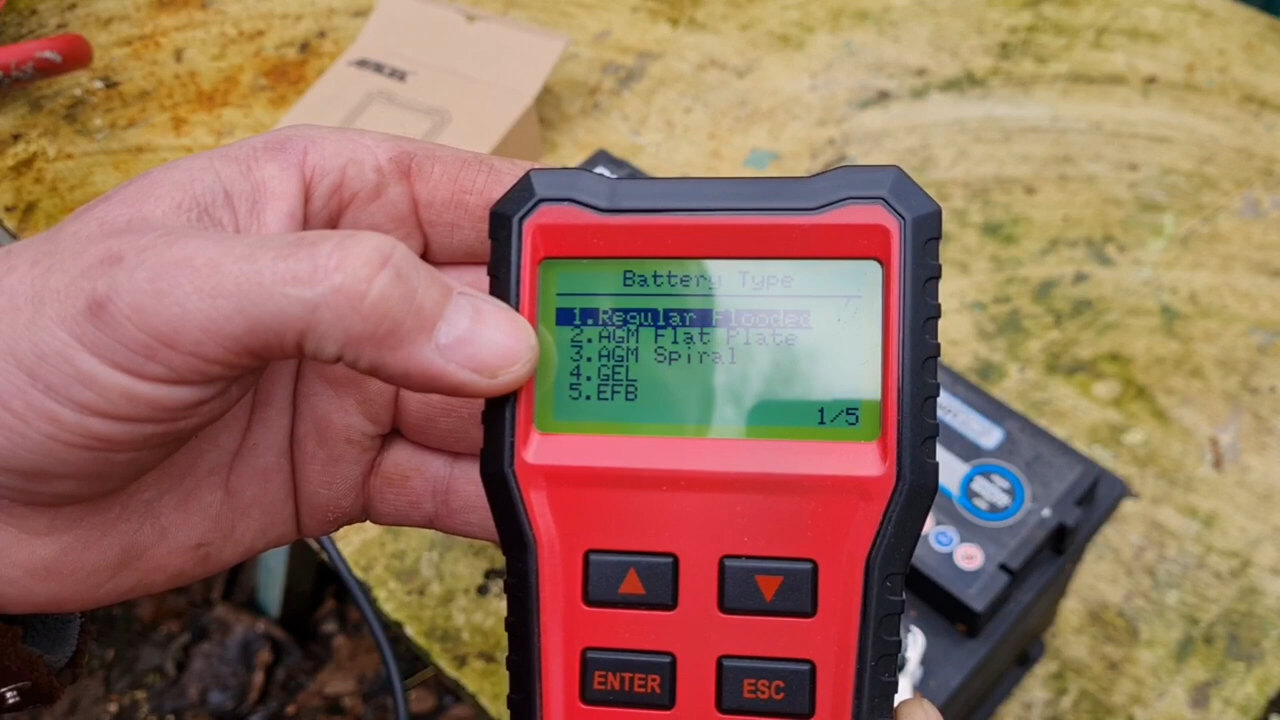 ANCEL
Battery Type
1.Regular Flooded
2.AGM Flat Plate
3.AGM Spiral
4.GEL
5.EFB
1/5
ENTER
ESC